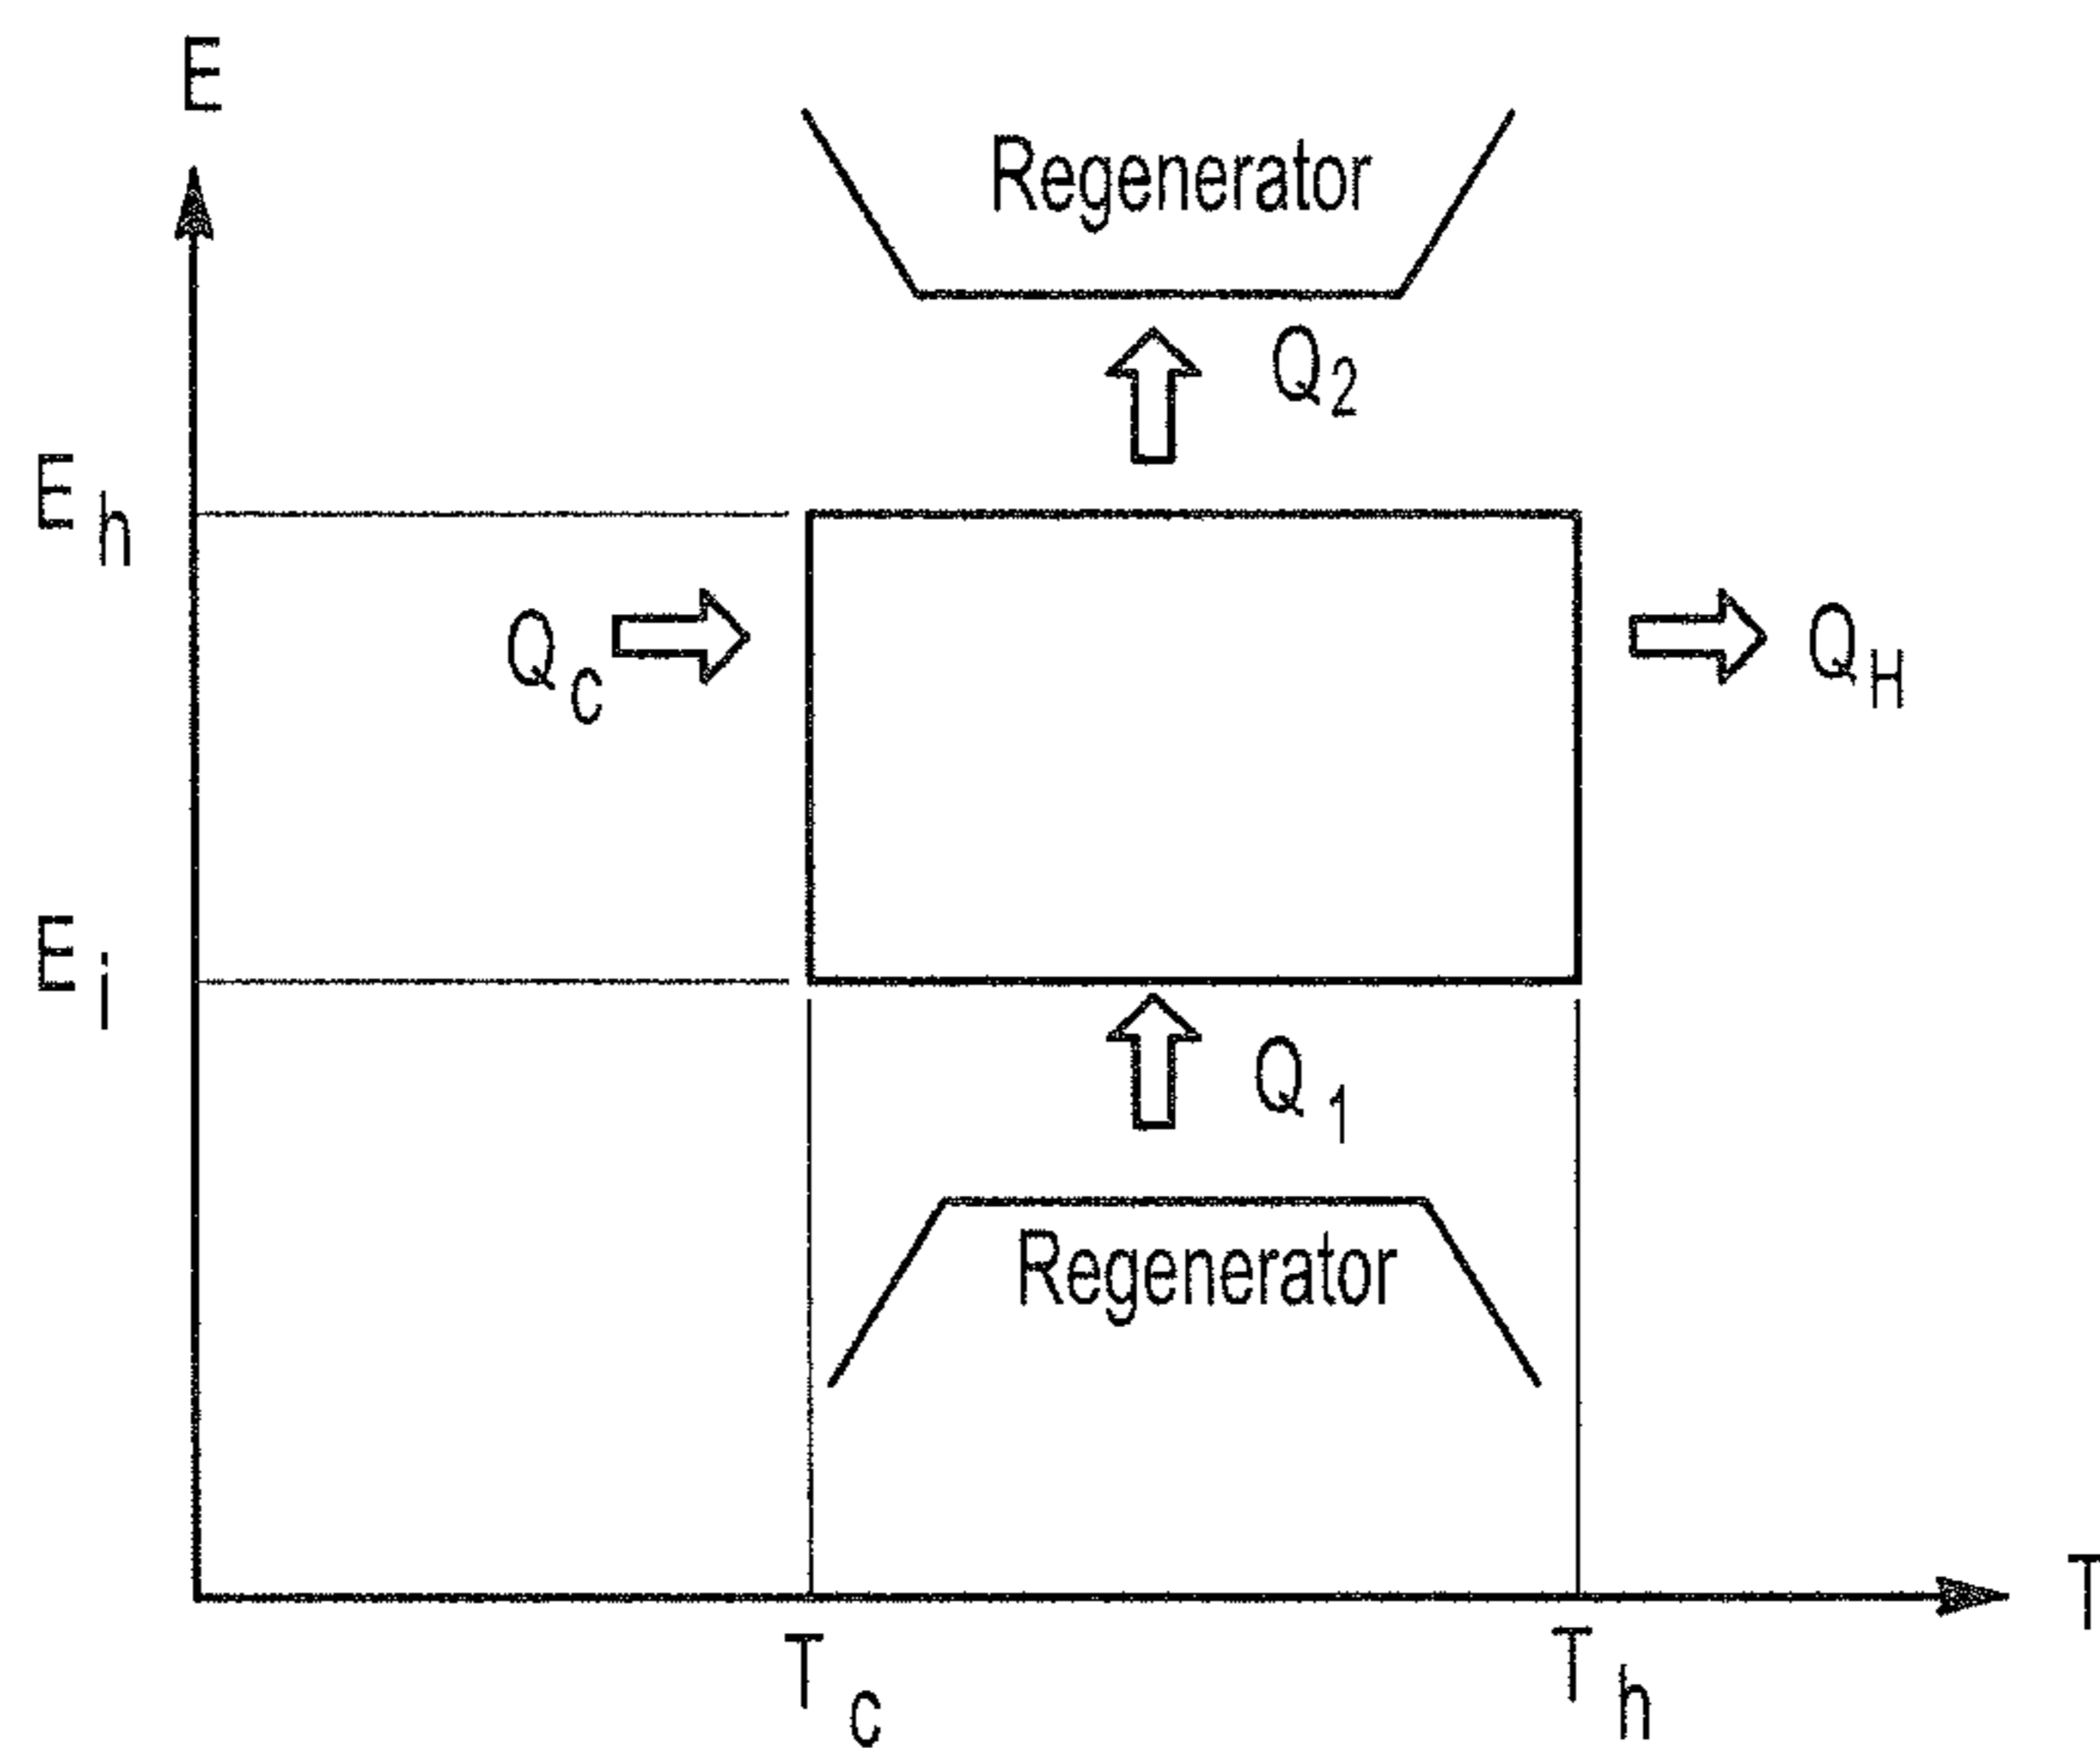 E
Regenerator
Q2
Eh
QC
QH
Ei
Q1
Regenerator
T
Tc
Th